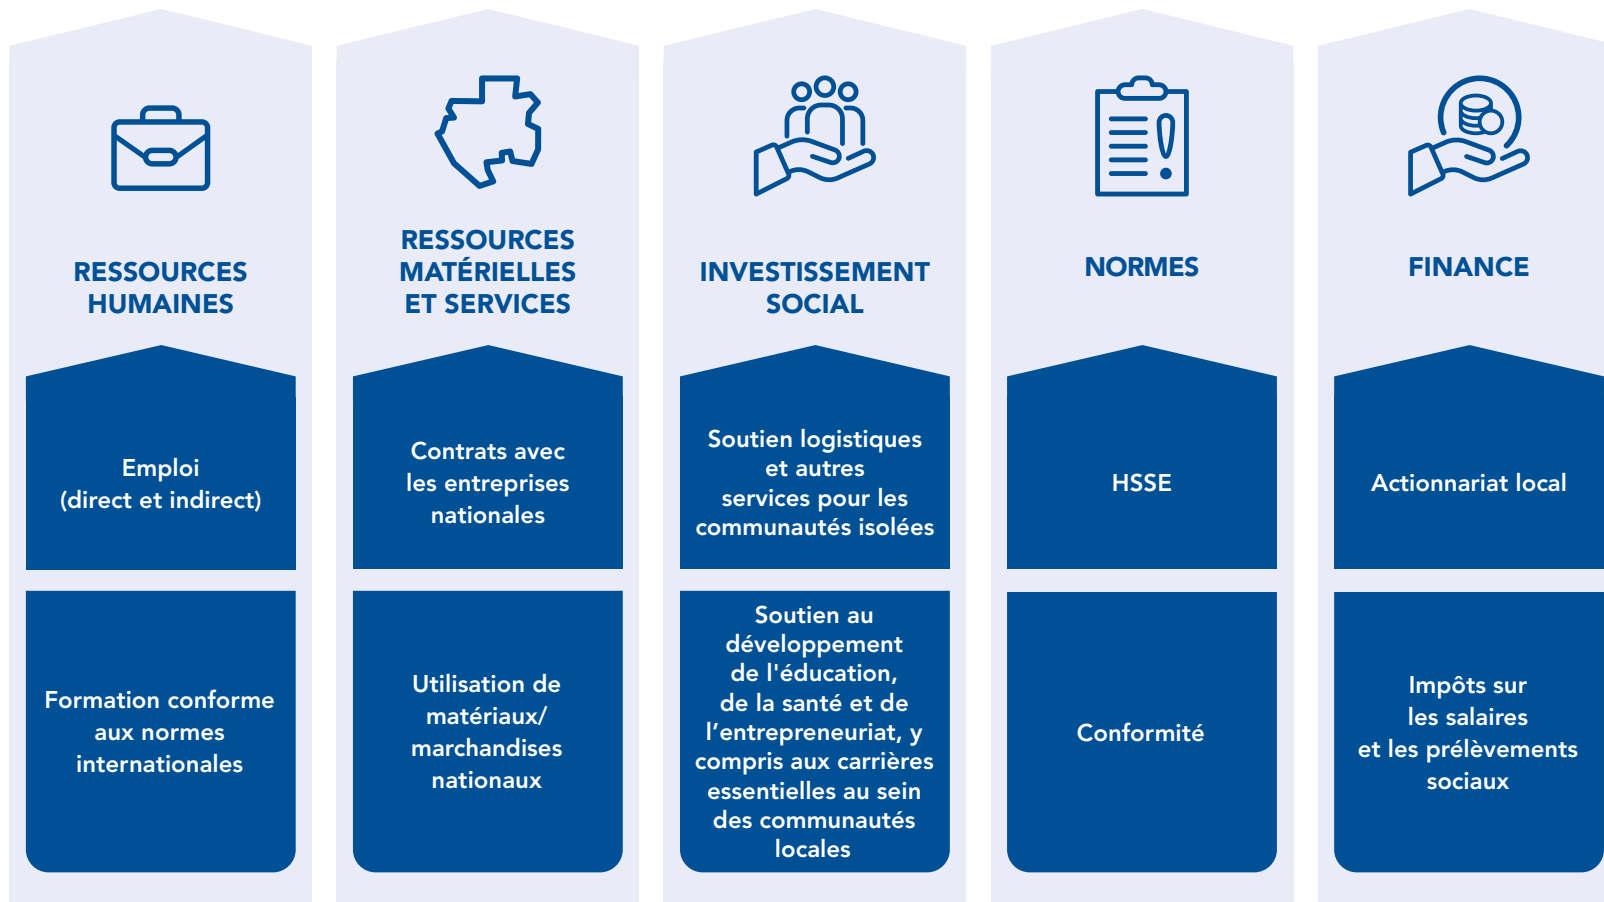 RESSOURCES
HUMAINES
Emploi
(direct et indirect)
Formation conforme
aux normes
internationales
RESSOURCES
MATÉRIELLES
ET SERVICES
Contrats avec
les entreprises
nationales
Utilisation de
matériaux/
marchandises
nationaux
INVESTISSEMENT
SOCIAL
Soutien logistiques
et autres
services pour les
communautés isolées
Soutien au
développement
de l'éducation,
de la santé et de
l’entrepreneuriat, y
compris aux carrières
essentielles au sein
des communautés
locales
NORMES
HSSE
Conformité
FINANCE
Actionnariat local
Impôts sur
les salaires
et les prélèvements
sociaux